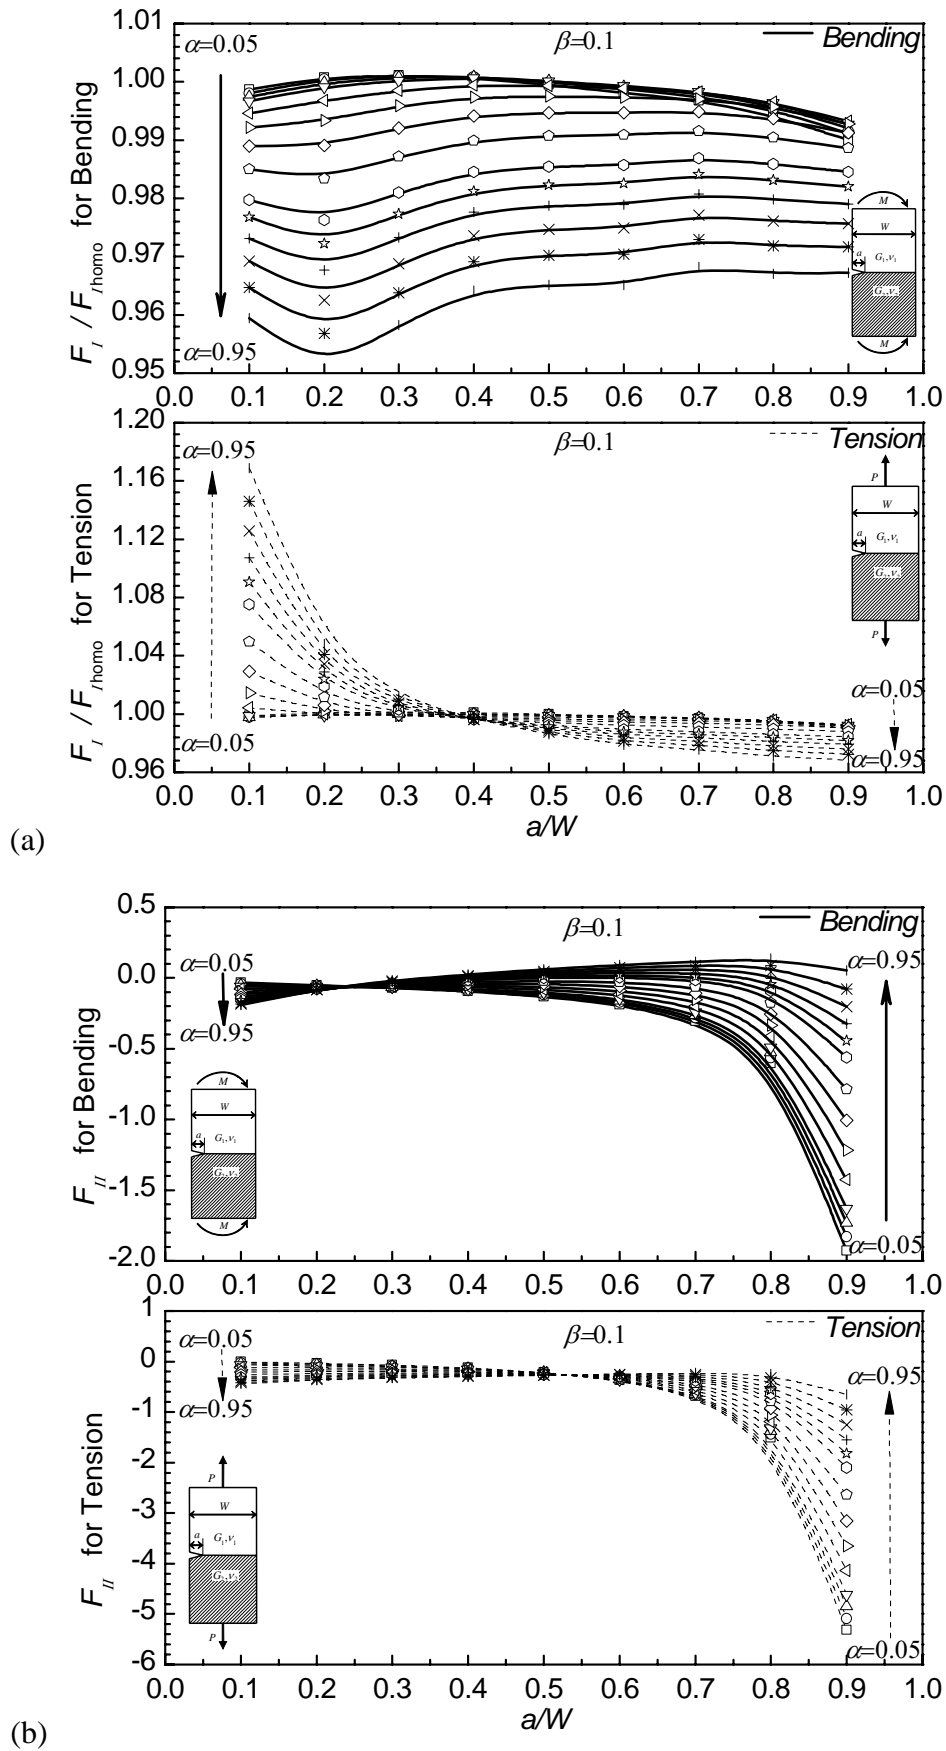 1.01
α=0.05
β=0.1
Bending
1.00
0.99
0.98
0.97
0.96
α=0.95
0.95
F_I / F_Ihomo for Bending
M
W
a
G₁,ν₁
M
0.0 0.1 0.2 0.3 0.4 0.5 0.6 0.7 0.8 0.9 1.0
1.20
α=0.95
β=0.1
Tension
1.16
1.12
1.08
1.04
1.00
α=0.05
0.96
F_I / F_Ihomo for Tension
P
W
a
G₁,ν₁
P
α=0.05
α=0.95
0.0 0.1 0.2 0.3 0.4 0.5 0.6 0.7 0.8 0.9 1.0
a/W
(a)
0.5
β=0.1
Bending
α=0.05
α=0.95
0.0
α=0.95
-0.5
-1.0
-1.5
-2.0
F_II for Bending
M
W
a
G₁,ν₁
G₂,ν₂
M
α=0.05
0.0 0.1 0.2 0.3 0.4 0.5 0.6 0.7 0.8 0.9 1.0
1
α=0.05
β=0.1
Tension
0
α=0.95
α=0.95
-1
-2
-3
-4
-5
-6
F_II for Tension
P
W
a
G₁,ν₁
G₂,ν₂
P
α=0.05
0.0 0.1 0.2 0.3 0.4 0.5 0.6 0.7 0.8 0.9 1.0
a/W
(b)